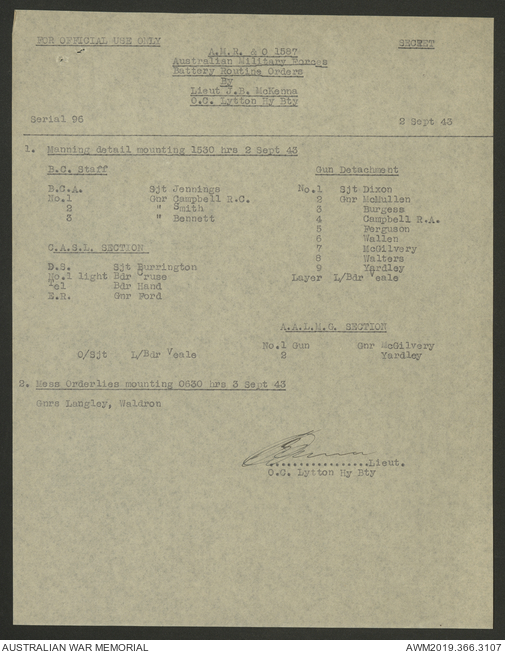 FOR OFFICIAL USE ONLY
SECRET
A.M.R. & O 1587
Australian Military Forces
Battery Routine Orders
By
Lieut J.R. McKenna
O.C. Lytton Hy Bty
Serial 96
2 Sept 43
1. Manning detail mounting 1530 hrs 2 Sept 43
B.C. Staff
B.C.A. Sjt Jennings
No.1 Gnr Campbell R.C.
2 " Smith
3 " Bennett
C.A.S.L. SECTION
D.S. Sjt Burrington
No.1 light Bdr Cruse
Tel Bdr Hand
E.R. Gnr Ford
O/Sjt L/Bdr Veale
Gun Detachment
No.1 Sjt Dixon
2 Gnr McMullen
3 Burgess
4 Campbell R.A.
5 Ferguson
6 Wallen
7 McGilvery
8 Walters
9 Yardley
Layer L/Bdr Veale
A.A.L.M.G. SECTION
No.1 Gun Gnr McGilvery
2 Yardley
2. Mess Orderlies mounting 0630 hrs 3 Sept 43
Gnrs Langley, Waldron
..................Lieut.
O.C. Lytton Hy Bty
AUSTRALIAN WAR MEMORIAL
AWM2019.366.3107